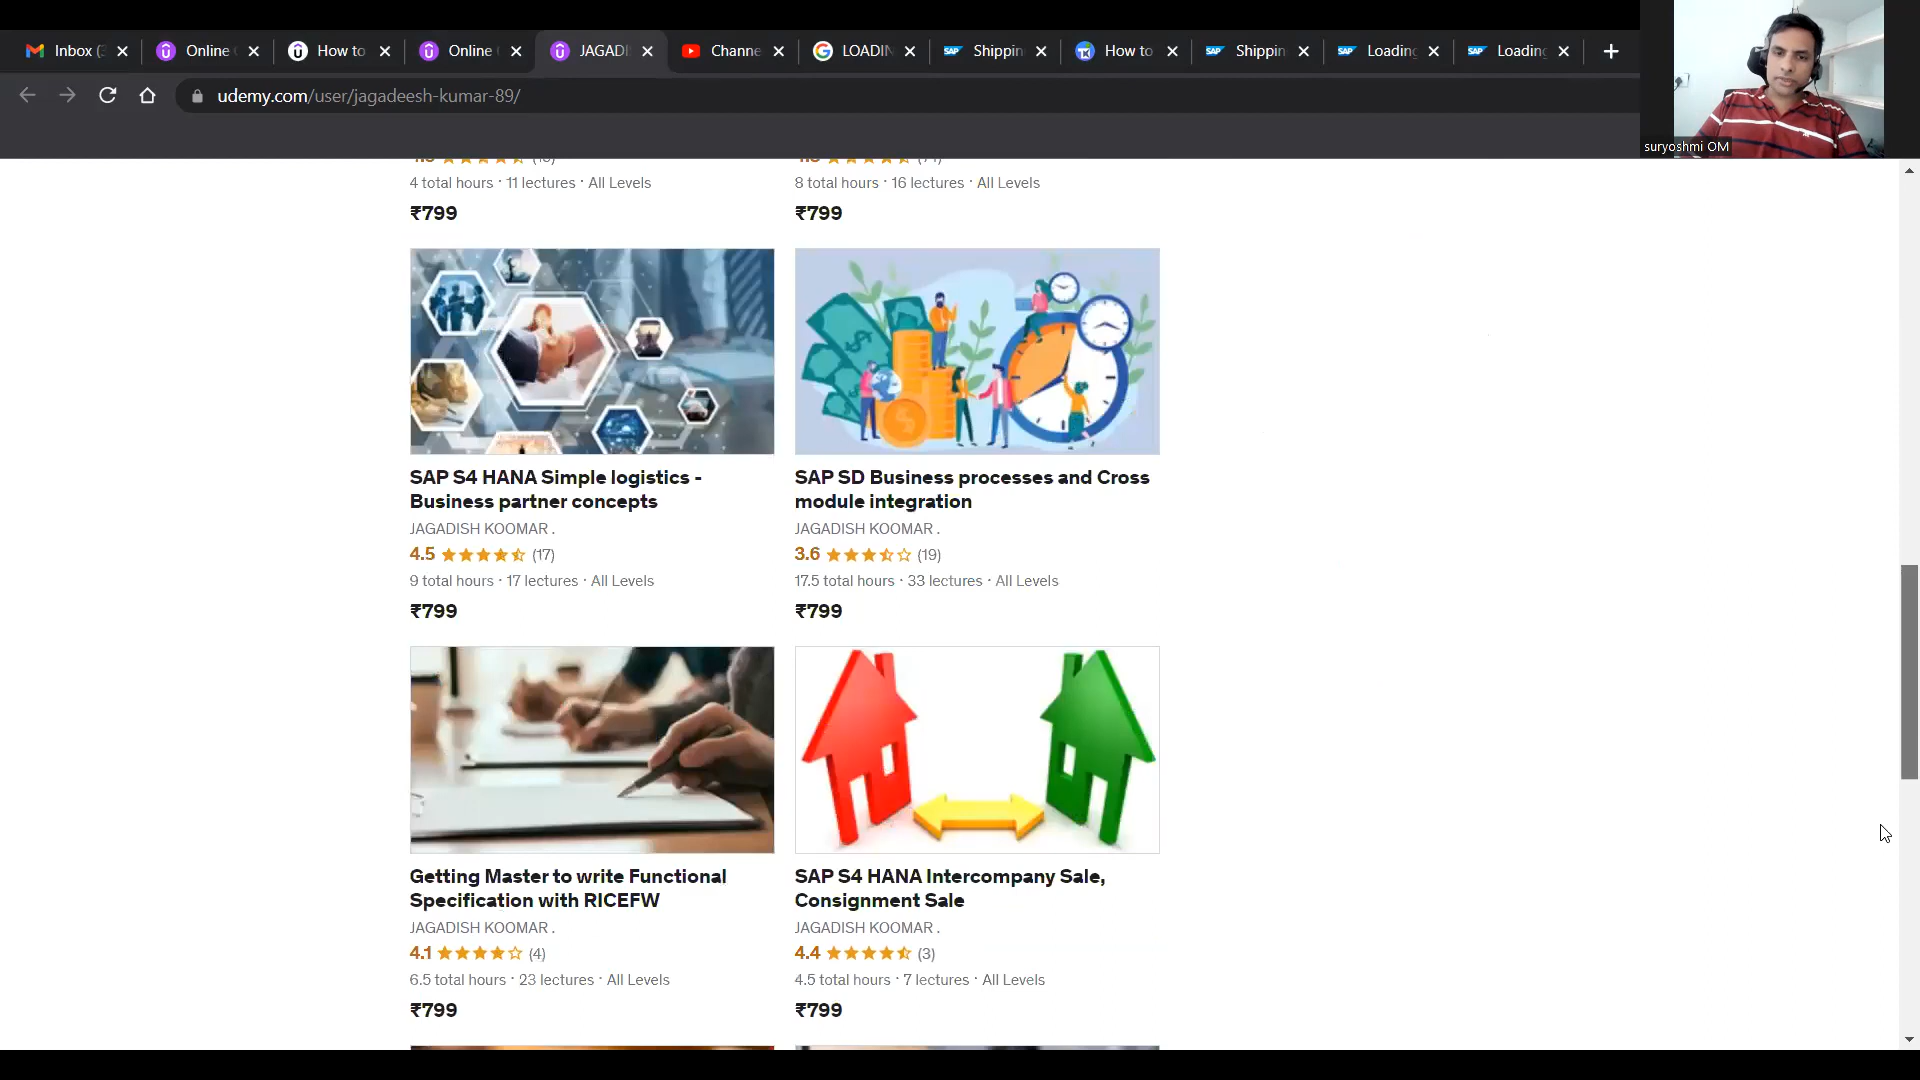 Inbox (
Online
How to
Online
JAGADI
Channe
LOADIN
Shippin
How to
Shippin
Loading
Loading
udemy.com/user/jagadeesh-kumar-89/
suryoshmi OM
4 total hours · 11 lectures · All Levels
₹799
8 total hours · 16 lectures · All Levels
₹799
SAP S4 HANA Simple logistics -
Business partner concepts
JAGADISH KOOMAR .
4.5 (17)
9 total hours · 17 lectures · All Levels
₹799
SAP SD Business processes and Cross
module integration
JAGADISH KOOMAR .
3.6 (19)
17.5 total hours · 33 lectures · All Levels
₹799
Getting Master to write Functional
Specification with RICEFW
JAGADISH KOOMAR .
4.1 (4)
6.5 total hours · 23 lectures · All Levels
₹799
SAP S4 HANA Intercompany Sale,
Consignment Sale
JAGADISH KOOMAR .
4.4 (3)
4.5 total hours · 7 lectures · All Levels
₹799